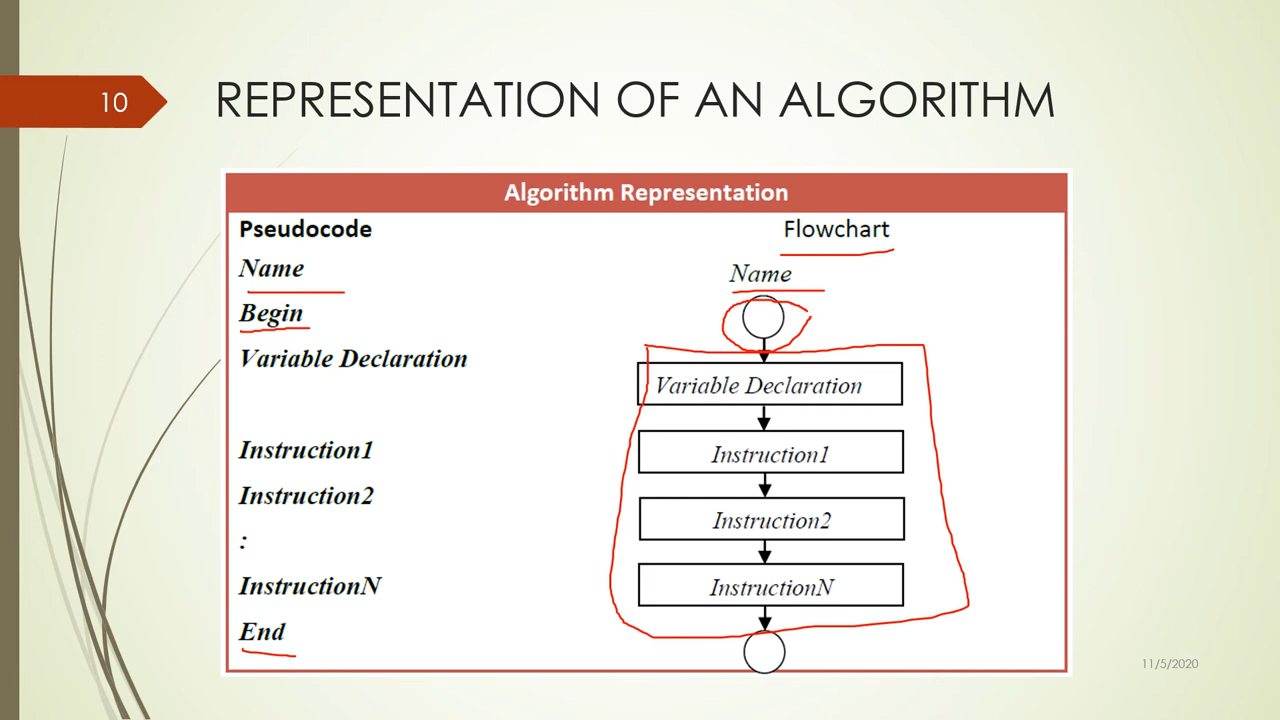 10
REPRESENTATION OF AN ALGORITHM
Algorithm Representation
Pseudocode
Name
Begin
Variable Declaration
Instruction1
Instruction2
:
InstructionN
End
Flowchart
Name
Variable Declaration
Instruction1
Instruction2
InstructionN
11/5/2020